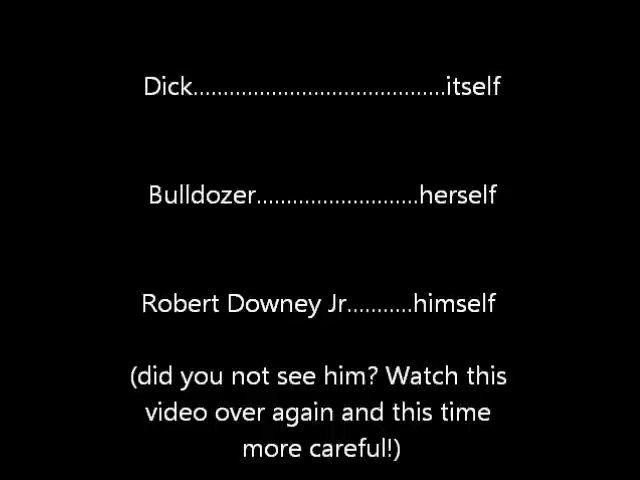 Dick..........................................itself
Bulldozer...........................herself
Robert Downey Jr...........himself
(did you not see him? Watch this
video over again and this time
more careful!)